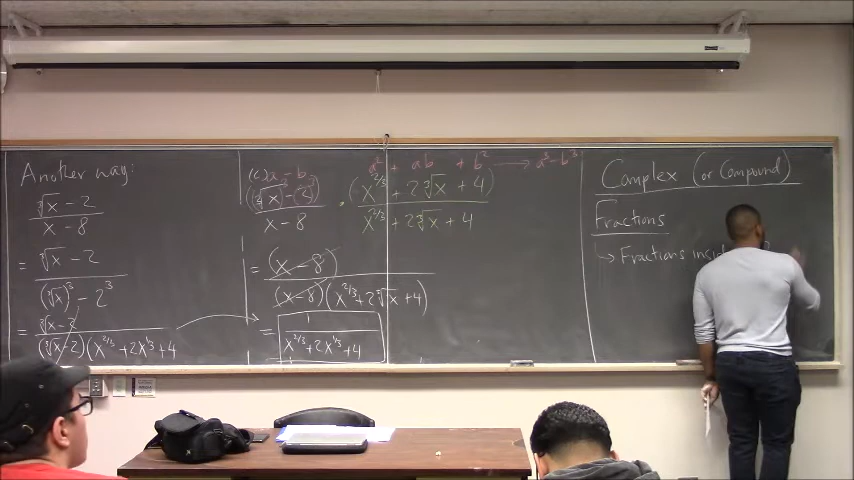 Another way:
∛x - 2
x - 8
= ∛x - 2
(∛x)³ - 2³
= ∛x - 2
(∛x - 2)(x^2/3 + 2x^1/3 + 4
(c) a - b
a² + ab + b² → a³ - b³
(∛x - 2) · (x^2/3 + 2∛x + 4)
x - 8 x^2/3 + 2∛x + 4
= (x - 8)
(x - 8)(x^2/3 + 2∛x + 4)
= 1
x^2/3 + 2x^1/3 + 4
Complex (or Compound)
Fractions
↳ Fractions